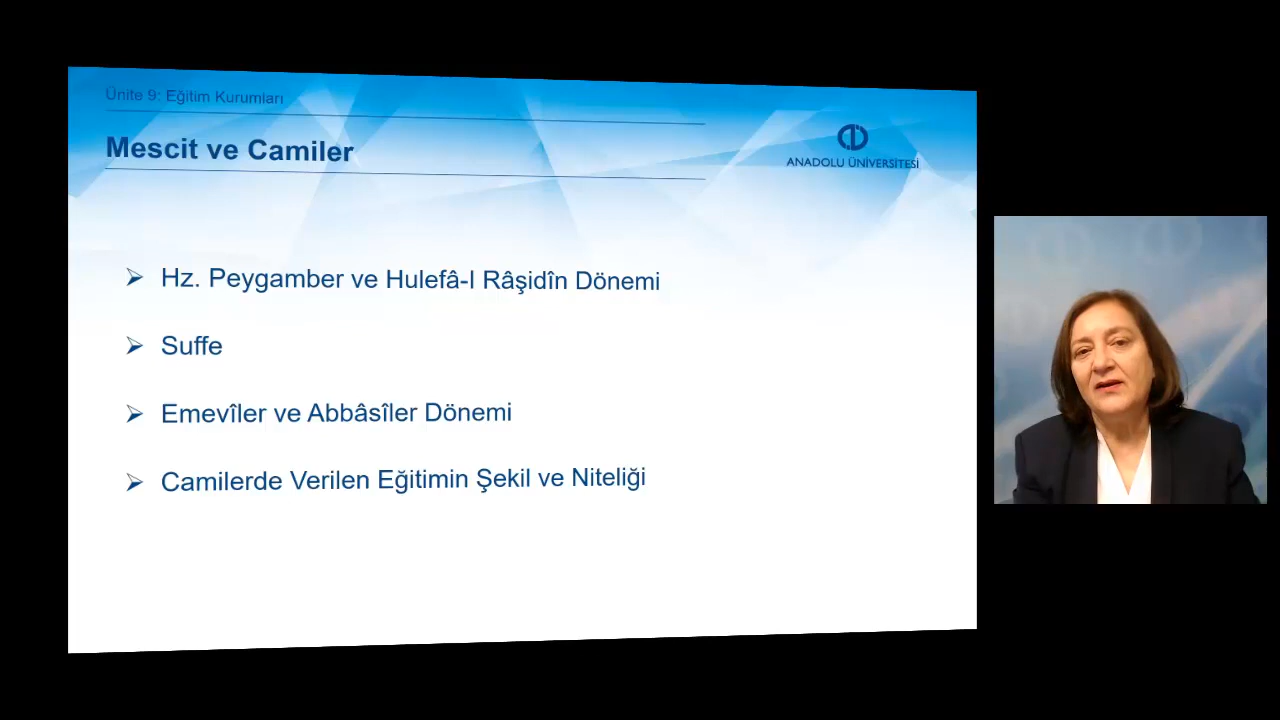 Ünite 9: Eğitim Kurumları
Mescit ve Camiler
ANADOLU ÜNİVERSİTESİ
Hz. Peygamber ve Hulefâ-I Râşidîn Dönemi
Suffe
Emevîler ve Abbâsîler Dönemi
Camilerde Verilen Eğitimin Şekil ve Niteliği